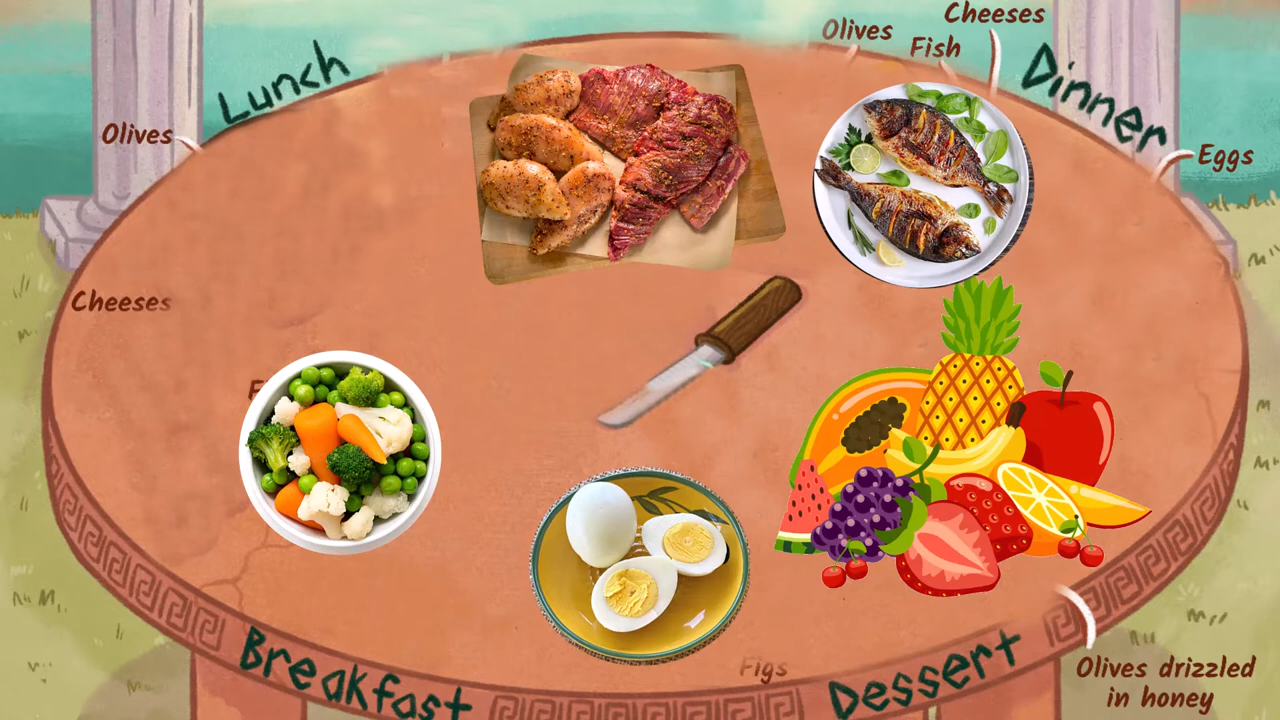 Cheeses
Olives
Fish
Lunch
Dinner
Olives
Eggs
Cheeses
Breakfast
Figs
Dessert
Olives drizzled
in honey